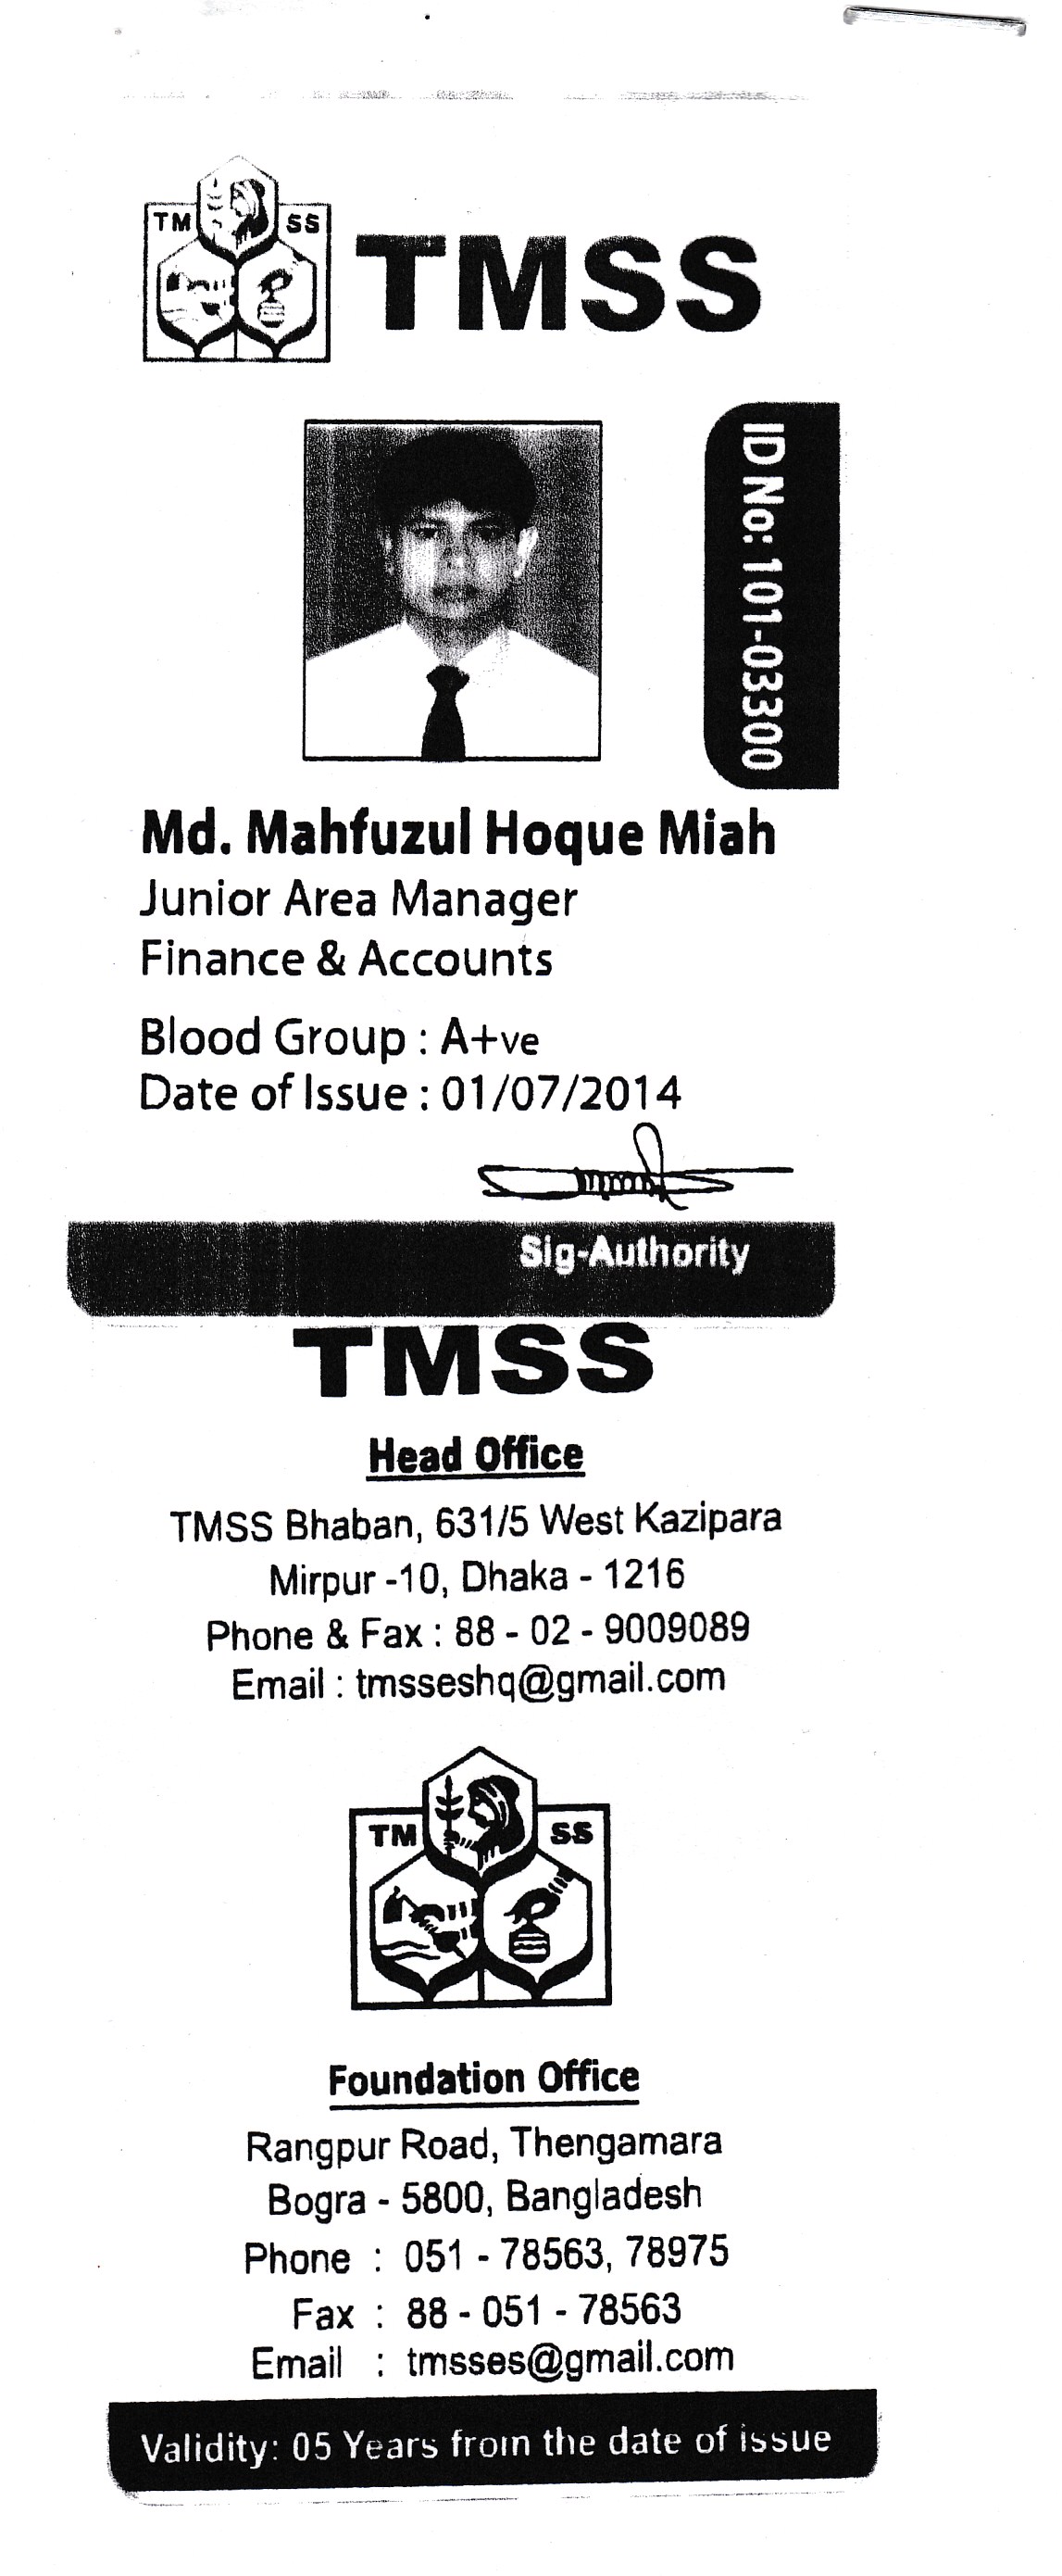 TM SS
TMSS
ID No: 101-03300
Md. Mahfuzul Hoque Miah
Junior Area Manager
Finance & Accounts
Blood Group : A+ve
Date of Issue : 01/07/2014
Sig-Authority
TMSS
Head Office
TMSS Bhaban, 631/5 West Kazipara
Mirpur -10, Dhaka - 1216
Phone & Fax : 88 - 02 - 9009089
Email : tmsseshq@gmail.com
TM SS
Foundation Office
Rangpur Road, Thengamara
Bogra - 5800, Bangladesh
Phone : 051 - 78563, 78975
Fax : 88 - 051 - 78563
Email : tmsses@gmail.com
Validity: 05 Years from the date of issue